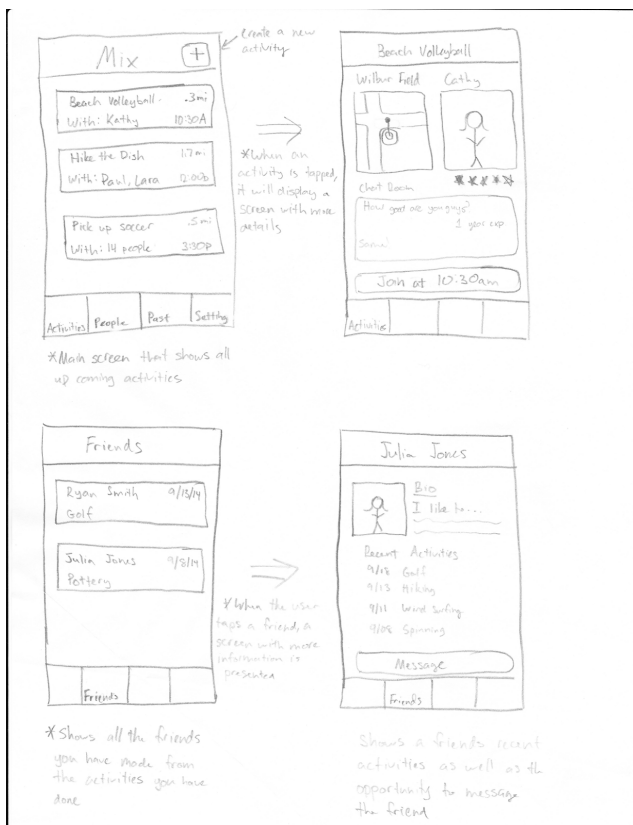 Mix
+
Create a new
activity
Beach Volleyball .3mi
With: Kathy 10:30A
Hike the Dish 1.7mi
With: Paul, Lara
Pick up soccer .5mi
With: 14 people 3:30p
Activities People Past Setting
*Main screen that shows all
up coming activities
*When an
activity is tapped,
it will display a
screen with more
details
Beach Volleyball
Wilbur Field Cathy
Chat Room
How good are you guys?
1 year exp
Same!
Join at 10:30am
Activities
Friends
Ryan Smith 9/13/14
Golf
Julia Jones 9/8/14
Pottery
Friends
*Shows all the friends
you have made from
the activities you have
done
*When the user
taps a friend, a
screen with more
information is
presented
Julia Jones
Bio
I like to...
Recent Activities
9/18 Golf
9/13 Hiking
9/11 Wind surfing
9/08 Spinning
Message
Friends
Shows a friends recent
activities as well as the
opportunity to message
the friend